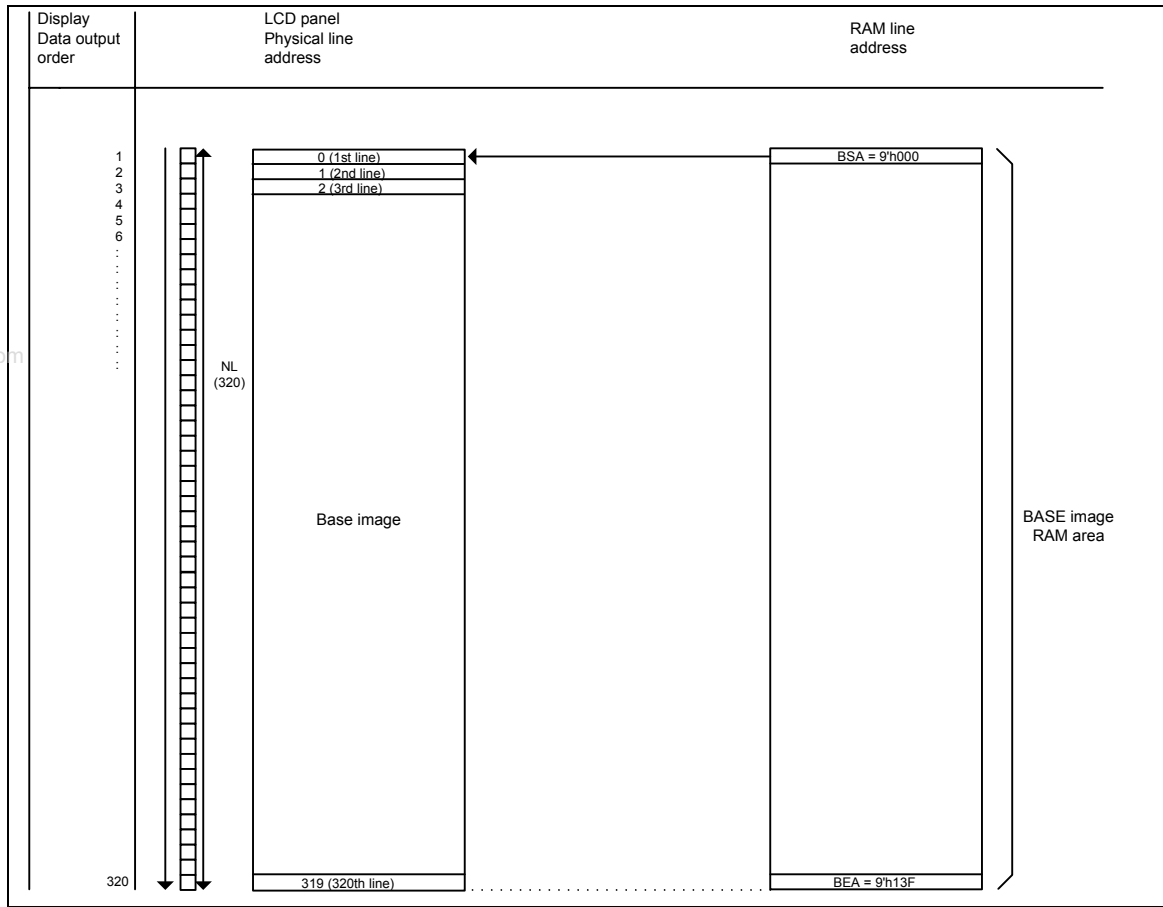 Display
Data output
order
LCD panel
Physical line
address
RAM line
address
1
2
3
4
5
6
:
:
:
:
:
:
:
:
320
NL
(320)
0 (1st line)
1 (2nd line)
2 (3rd line)
Base image
319 (320th line)
BSA = 9'h000
BEA = 9'h13F
BASE image
RAM area
om